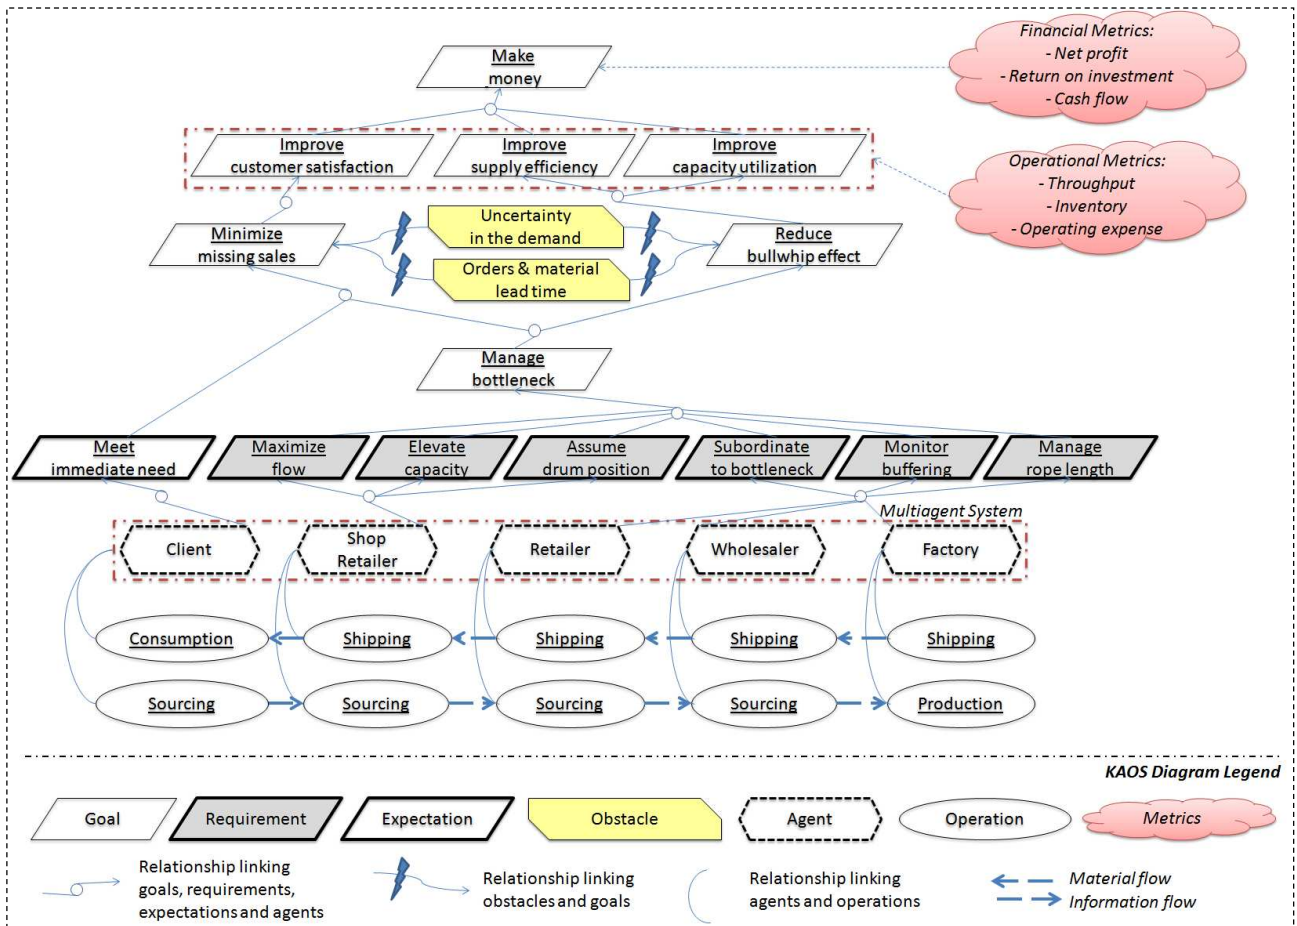 Make
money
Financial Metrics:
- Net profit
- Return on investment
- Cash flow
Improve
customer satisfaction
Improve
supply efficiency
Improve
capacity utilization
Operational Metrics:
- Throughput
- Inventory
- Operating expense
Minimize
missing sales
Uncertainty
in the demand
Orders & material
lead time
Reduce
bullwhip effect
Manage
bottleneck
Meet
immediate need
Maximize
flow
Elevate
capacity
Assume
drum position
Subordinate
to bottleneck
Monitor
buffering
Manage
rope length
Multiagent System
Client
Shop
Retailer
Retailer
Wholesaler
Factory
Consumption
Shipping
Shipping
Shipping
Shipping
Sourcing
Sourcing
Sourcing
Sourcing
Production
KAOS Diagram Legend
Goal
Requirement
Expectation
Obstacle
Agent
Operation
Metrics
Relationship linking
goals, requirements,
expectations and agents
Relationship linking
obstacles and goals
Relationship linking
agents and operations
Material flow
Information flow